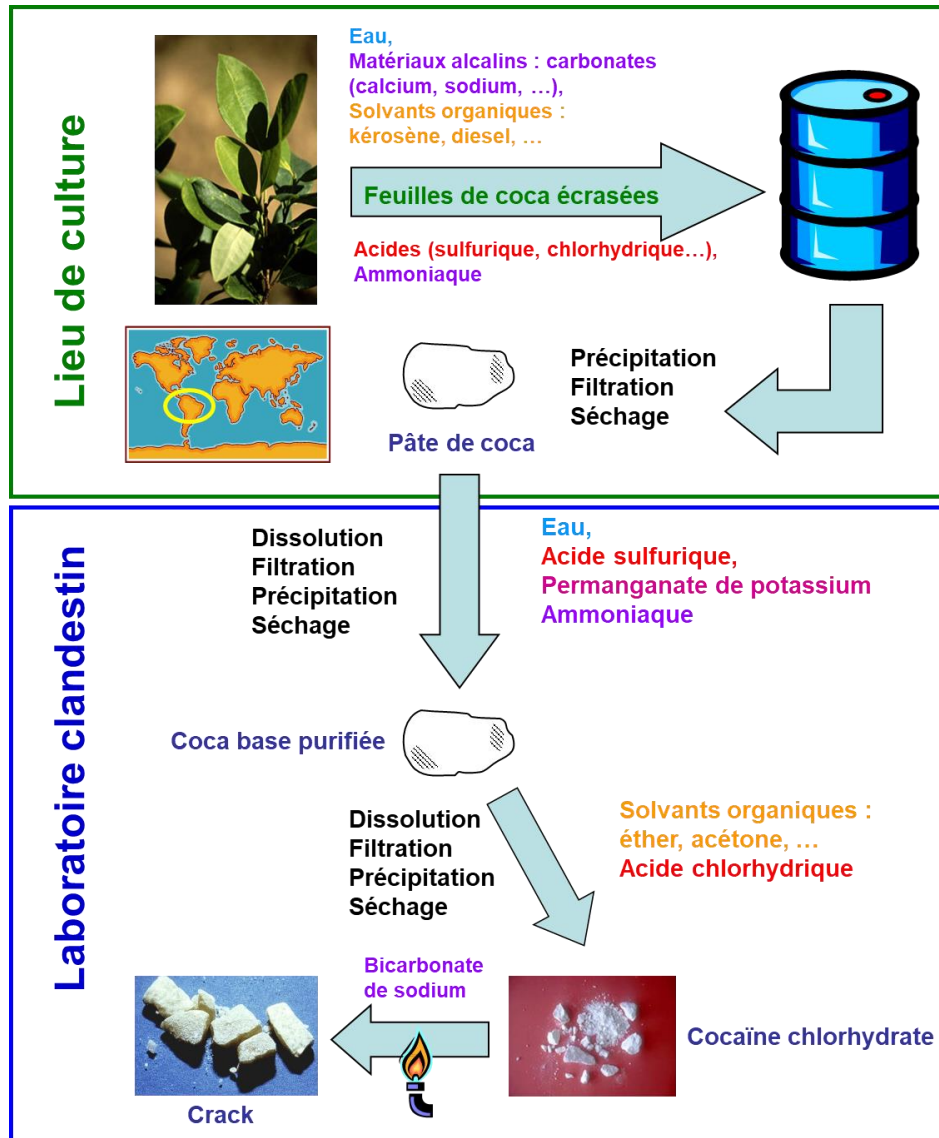 Lieu de culture
Eau,
Matériaux alcalins : carbonates
(calcium, sodium, …),
Solvants organiques :
kérosène, diesel, …
Feuilles de coca écrasées
Acides (sulfurique, chlorhydrique…),
Ammoniaque
Précipitation
Filtration
Séchage
Pâte de coca
Laboratoire clandestin
Dissolution
Filtration
Précipitation
Séchage
Eau,
Acide sulfurique,
Permanganate de potassium
Ammoniaque
Coca base purifiée
Dissolution
Filtration
Précipitation
Séchage
Solvants organiques :
éther, acétone, …
Acide chlorhydrique
Bicarbonate
de sodium
Cocaïne chlorhydrate
Crack